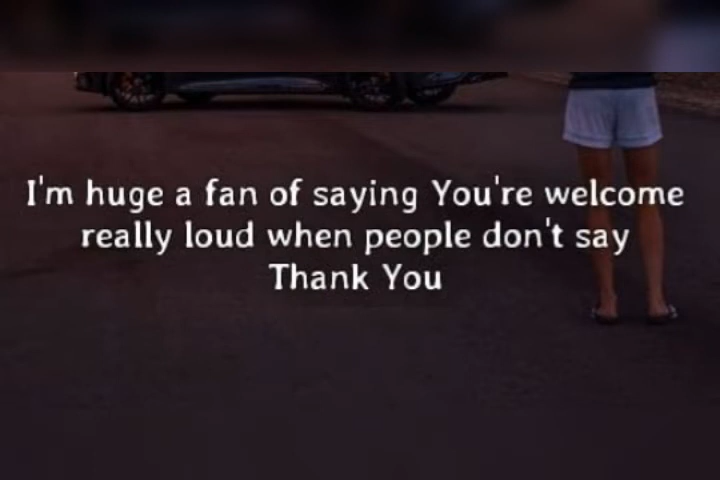 I'm huge a fan of saying You're welcome
really loud when people don't say
Thank You